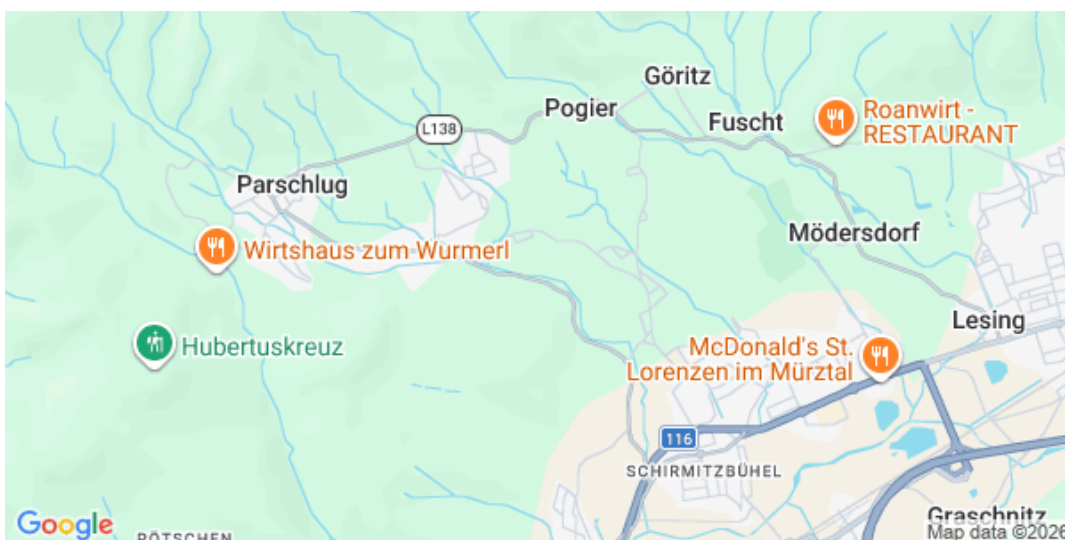 Göritz
Pogier
Fuscht
Roanwirt -
RESTAURANT
L138
Parschlug
Wirtshaus zum Wurmerl
Mödersdorf
Lesing
Hubertuskreuz
McDonald's St.
Lorenzen im Mürztal
116
SCHIRMITZBÜHEL
Graschnitz
Google
PÖTSCHEN
Map data ©2026